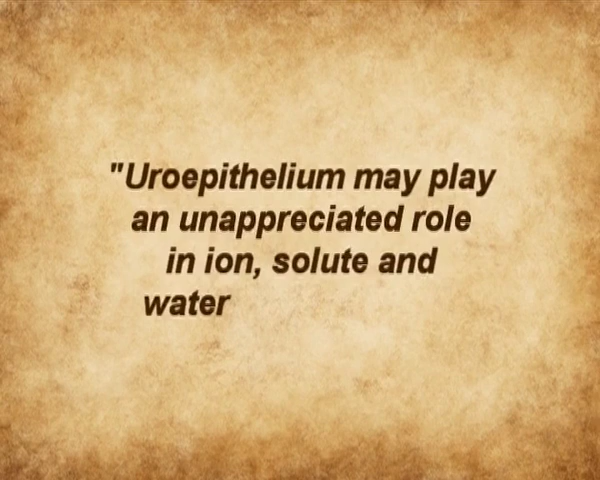 "Uroepithelium may play
an unappreciated role
in ion, solute and
water